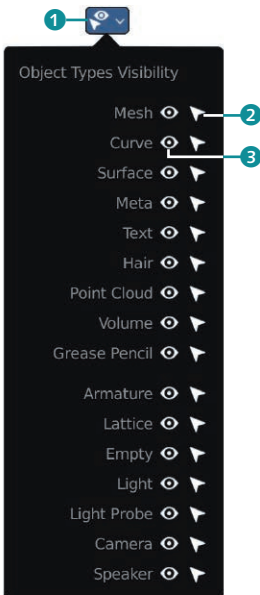 1
Object Types Visibility
Mesh 2
Curve 3
Surface
Meta
Text
Hair
Point Cloud
Volume
Grease Pencil
Armature
Lattice
Empty
Light
Light Probe
Camera
Speaker